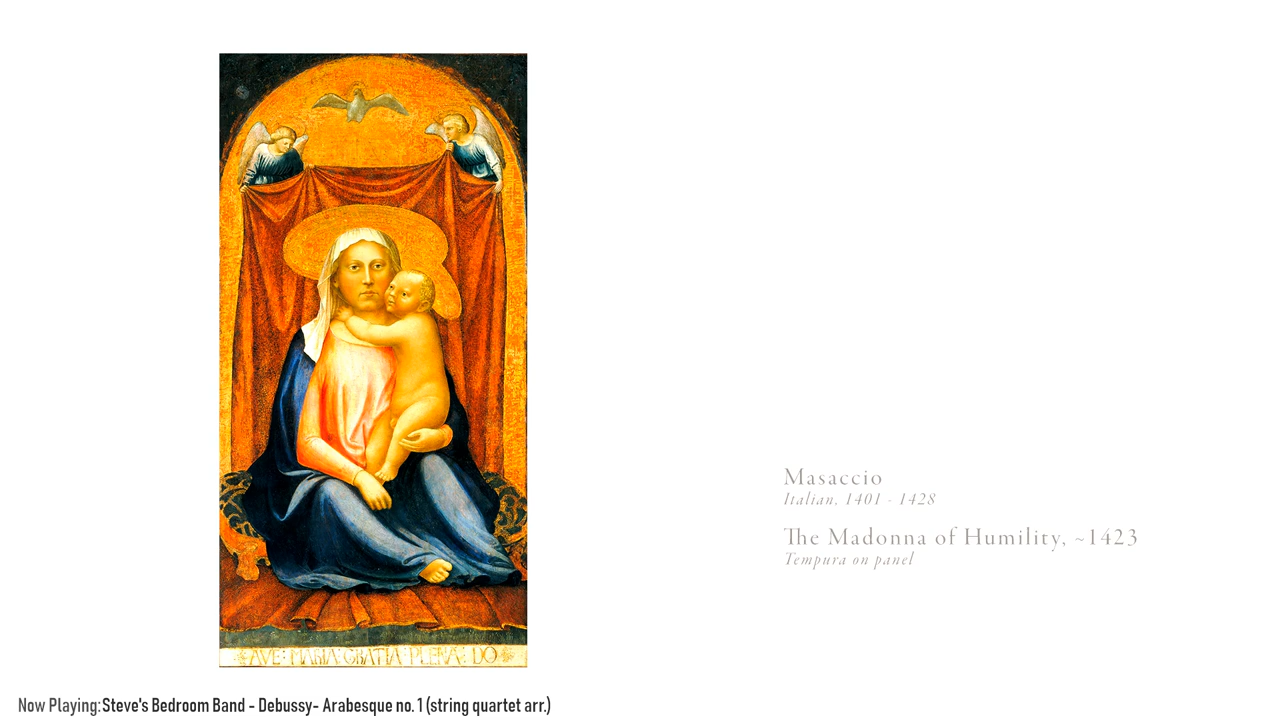 AVE: MARIA GRATIA PLENA: DO
Masaccio
Italian, 1401 - 1428
The Madonna of Humility, ~1423
Tempura on panel
Now Playing:Steve's Bedroom Band - Debussy- Arabesque no. 1 (string quartet arr.)